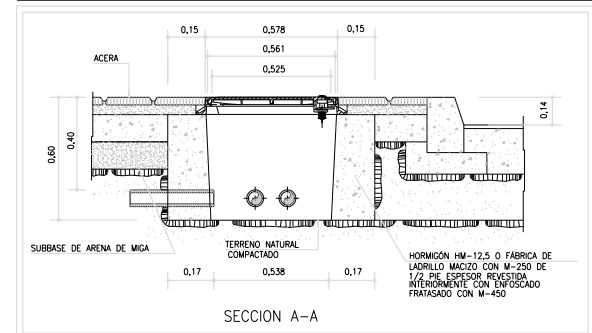 0,15
0,578
0,15
0,561
0,525
ACERA
0,14
0,40
0,60
SUBBASE DE ARENA DE MIGA
TERRENO NATURAL
COMPACTADO
HORMIGÓN HM-12,5 O FÁBRICA DE
LADRILLO MACIZO CON M-250 DE
1/2 PIE ESPESOR REVESTIDA
INTERIORMENTE CON ENFOSCADO
FRATASADO CON M-450
0,17
0,538
0,17
SECCION A-A